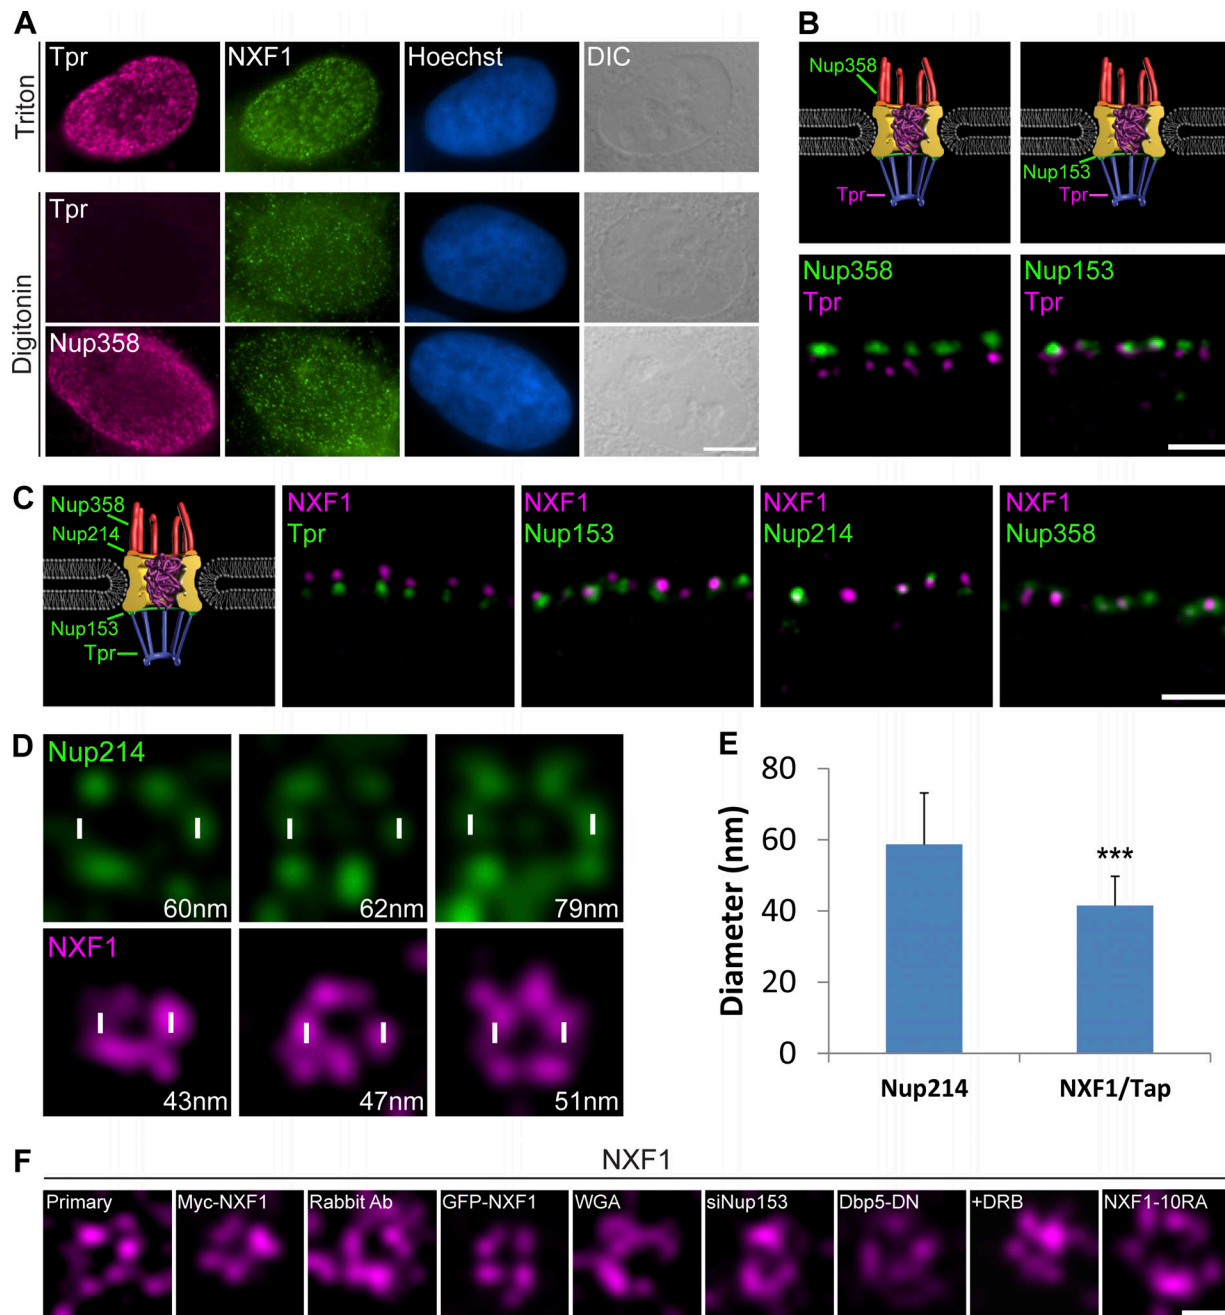 A
Triton
Tpr
NXF1
Hoechst
DIC
Digitonin
Tpr
Nup358
B
Nup358
Tpr
Nup153
Tpr
Nup358
Tpr
Nup153
Tpr
C
Nup358
Nup214
Nup153
Tpr
NXF1
Tpr
NXF1
Nup153
NXF1
Nup214
NXF1
Nup358
D
Nup214
60nm
62nm
79nm
NXF1
43nm
47nm
51nm
E
Diameter (nm)
80
60
40
20
0
***
Nup214
NXF1/Tap
F
NXF1
Primary
Myc-NXF1
Rabbit Ab
GFP-NXF1
WGA
siNup153
Dbp5-DN
+DRB
NXF1-10RA